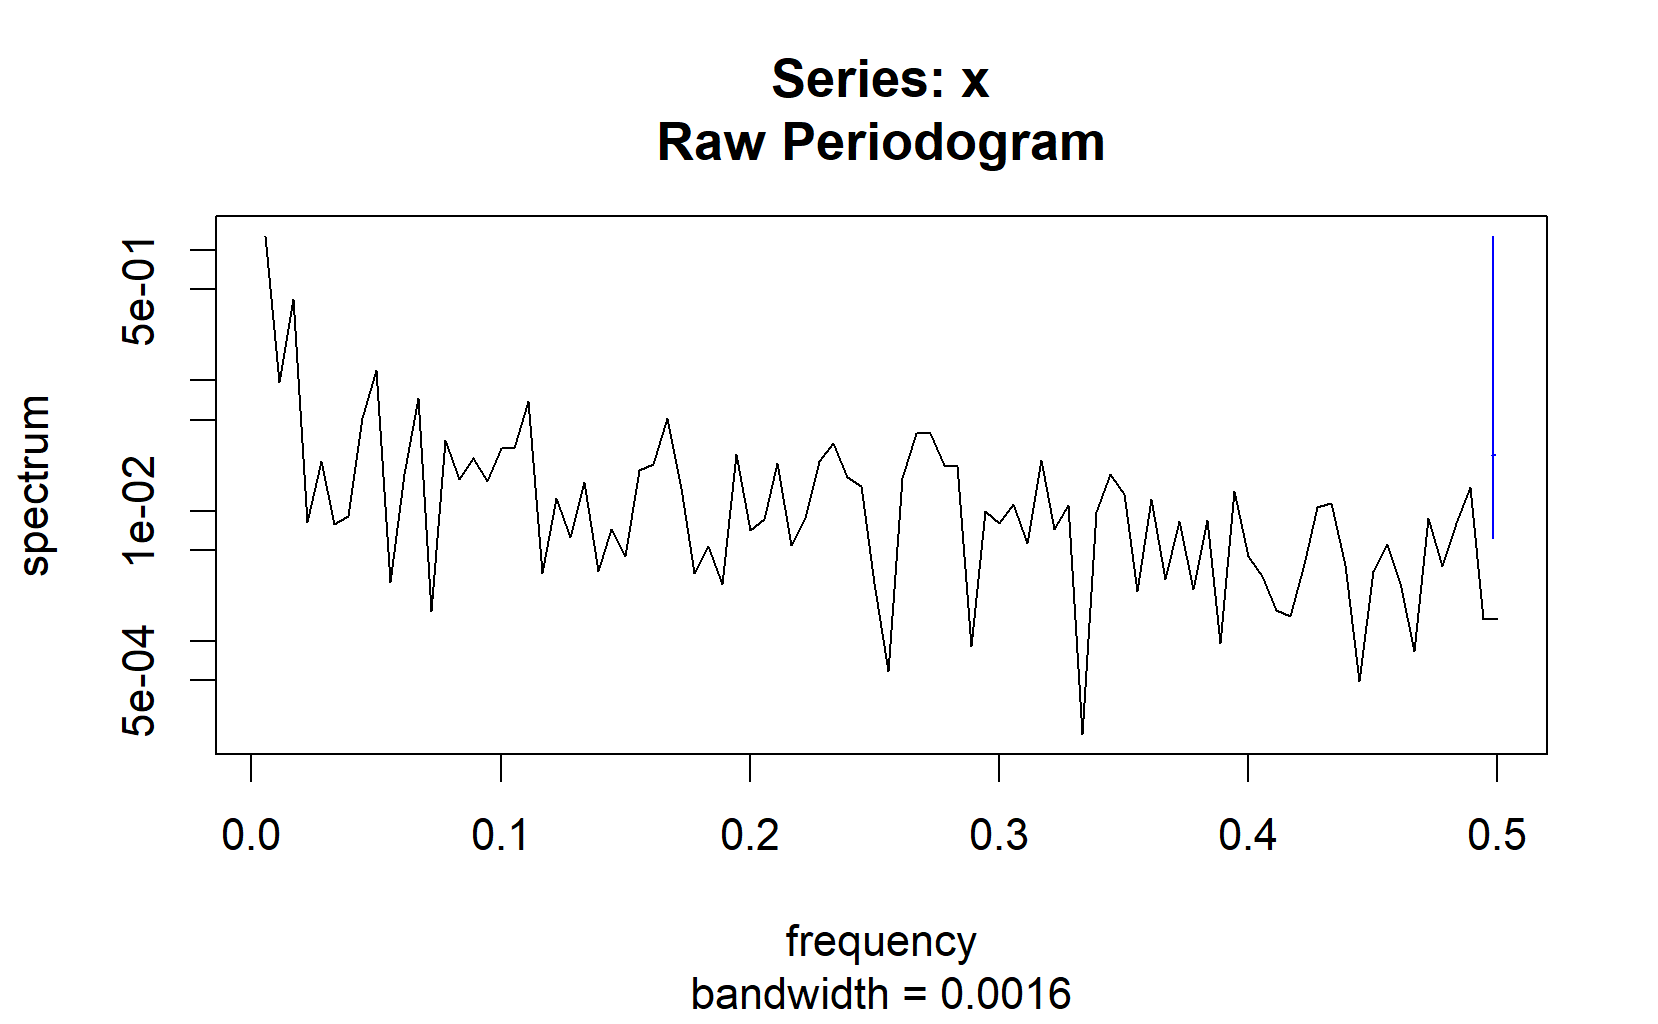 Series: x
Raw Periodogram
spectrum
5e-01
1e-02
5e-04
0.0 0.1 0.2 0.3 0.4 0.5
frequency
bandwidth = 0.0016